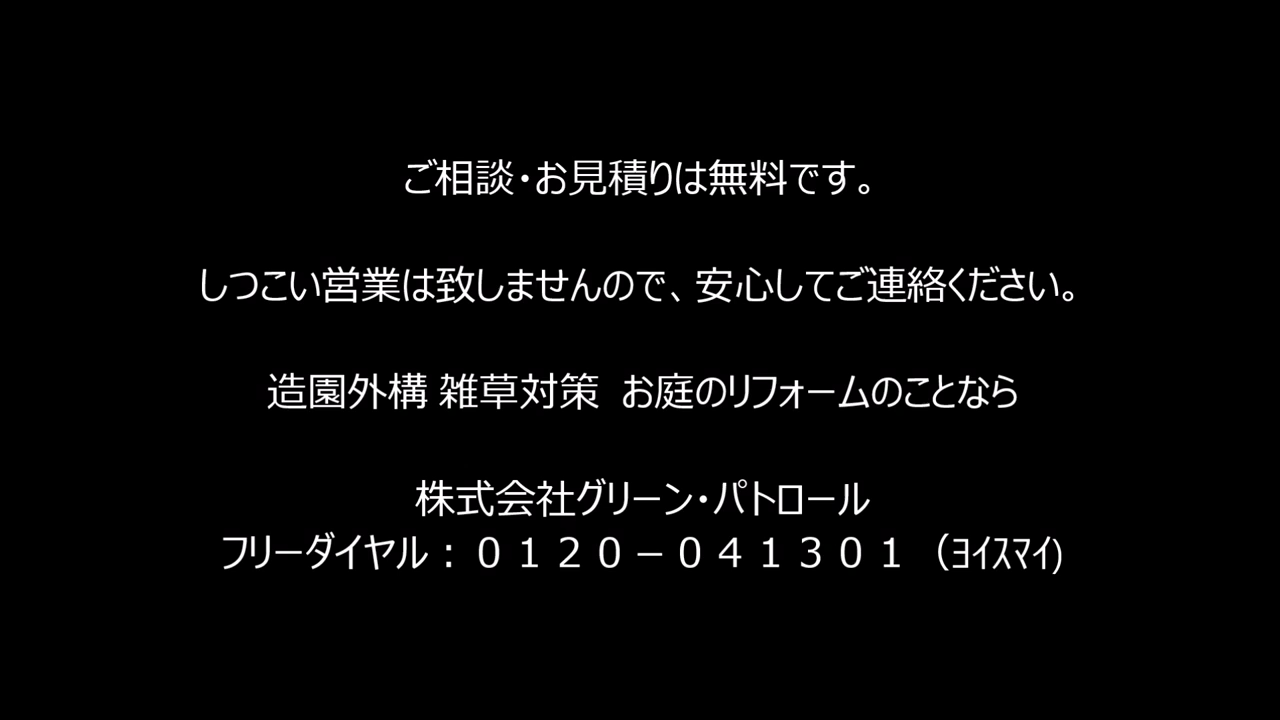 ご相談・お見積りは無料です。
しつこい営業は致しませんので、安心してご連絡ください。
造園外構 雑草対策  お庭のリフォームのことなら
株式会社グリーン・パトロール
フリーダイヤル：０１２０－０４１３０１（ﾖｲｽﾏｲ)